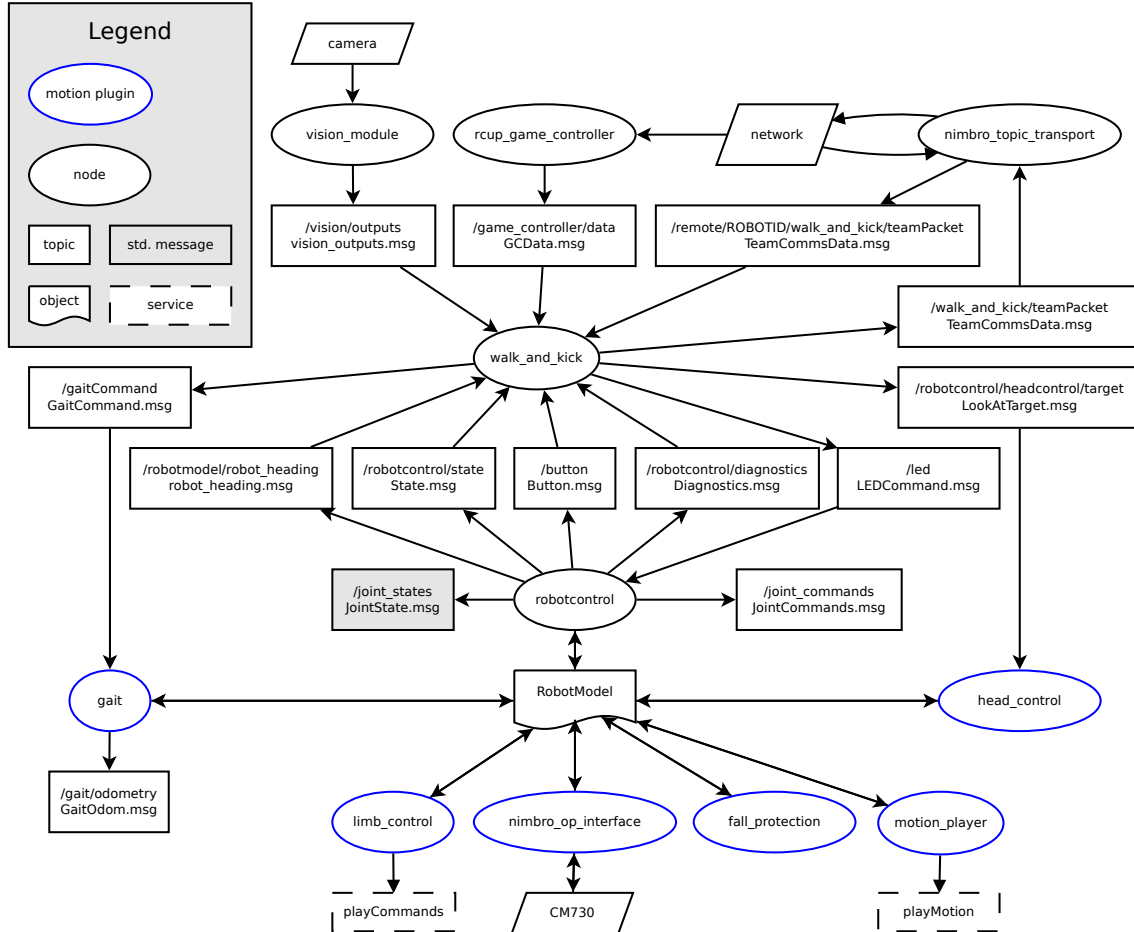 Legend
motion plugin
node
topic
std. message
object
service
camera
vision_module
rcup_game_controller
network
nimbro_topic_transport
/vision/outputs
vision_outputs.msg
/game_controller/data
GCData.msg
/remote/ROBOTID/walk_and_kick/teamPacket
TeamCommsData.msg
/walk_and_kick/teamPacket
TeamCommsData.msg
walk_and_kick
/gaitCommand
GaitCommand.msg
/robotcontrol/headcontrol/target
LookAtTarget.msg
/robotmodel/robot_heading
robot_heading.msg
/robotcontrol/state
State.msg
/button
Button.msg
/robotcontrol/diagnostics
Diagnostics.msg
/led
LEDCommand.msg
/joint_states
JointState.msg
robotcontrol
/joint_commands
JointCommands.msg
gait
RobotModel
head_control
/gait/odometry
GaitOdom.msg
limb_control
nimbro_op_interface
fall_protection
motion_player
playCommands
CM730
playMotion